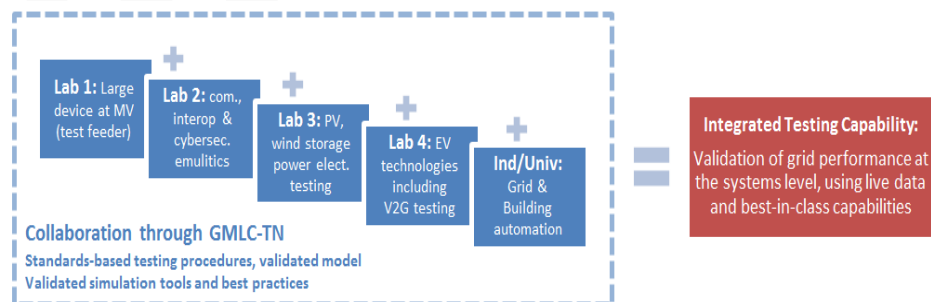 Lab 1: Large
device at MV
(test feeder)
Lab 2: com.,
interop &
cybersec.
emulitics
Lab 3: PV,
wind storage
power elect.
testing
Lab 4: EV
technologies
including
V2G testing
Ind/Univ:
Grid &
Building
automation
Collaboration through GMLC-TN
Standards-based testing procedures, validated model
Validated simulation tools and best practices
Integrated Testing Capability:
Validation of grid performance at
the systems level, using live data
and best-in-class capabilities